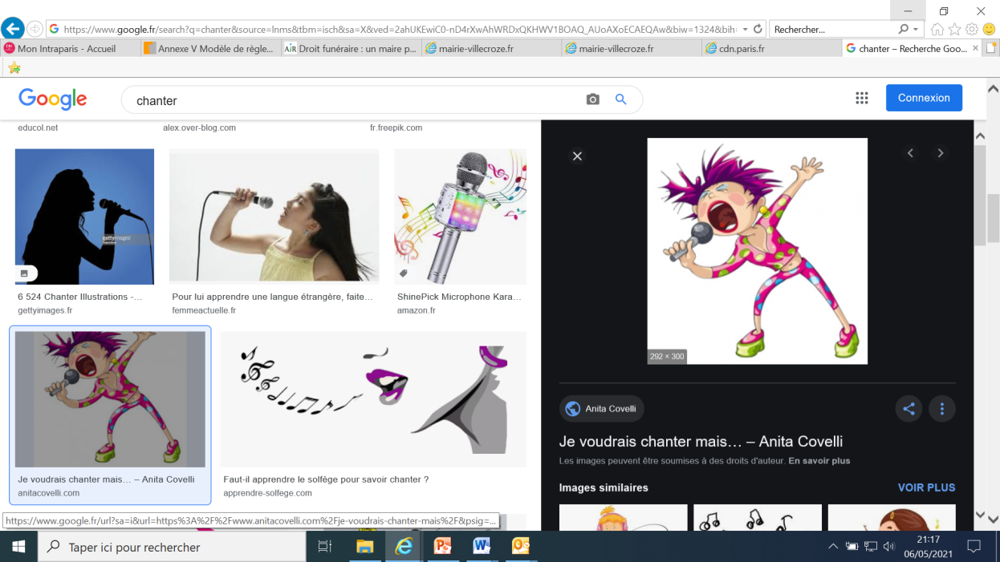 https://www.google.fr/search?q=chanter&source=lnms&tbm=isch&sa=X&ved=2ahUKEwiC0-nD4rXwAhWRDxQKHWV1BOAQ_AUoAXoECAEQAw&biw=1324&bih=
Rechercher...
Mon Intraparis - Accueil
Annexe V Modèle de règle...
Droit funéraire : un maire p...
mairie-villecroze.fr
mairie-villecroze.fr
cdn.paris.fr
chanter – Recherche Goo...
Google
chanter
Connexion
educol.net
alex.over-blog.com
fr.freepik.com
gettyimages
6 524 Chanter Illustrations -...
gettyimages.fr
Pour lui apprendre une langue étrangère, faite...
femmeactuelle.fr
ShinePick Microphone Kara...
amazon.fr
Je voudrais chanter mais… – Anita Covelli
anitacovelli.com
Faut-il apprendre le solfège pour savoir chanter ?
apprendre-solfege.com
292 × 300
Anita Covelli
Je voudrais chanter mais… – Anita Covelli
Les images peuvent être soumises à des droits d'auteur. En savoir plus
Images similaires
VOIR PLUS
https://www.google.fr/url?sa=i&url=https%3A%2F%2Fwww.anitacovelli.com%2Fje-voudrais-chanter-mais%2F&psig=...
Taper ici pour rechercher
21:17
06/05/2021